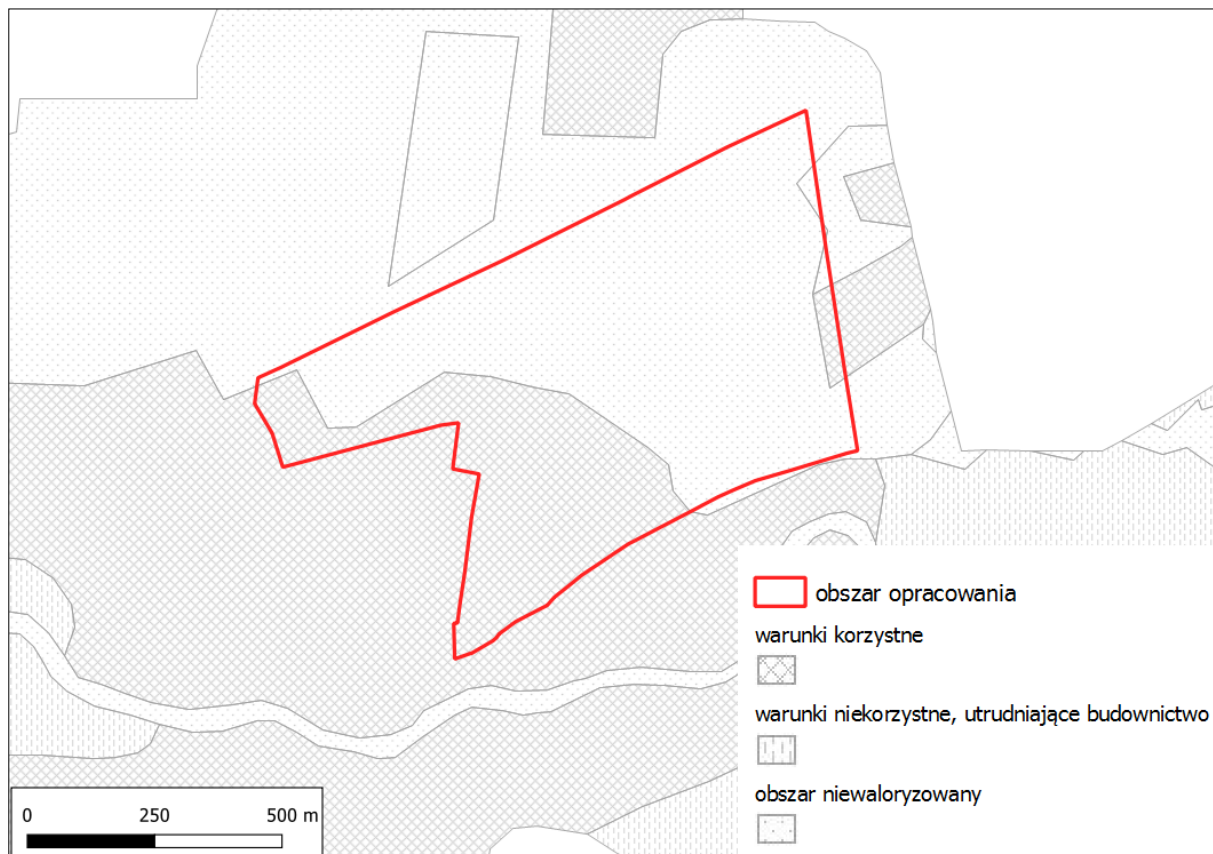 obszar opracowania
warunki korzystne
warunki niekorzystne, utrudniające budownictwo
obszar niewaloryzowany
0 250 500 m